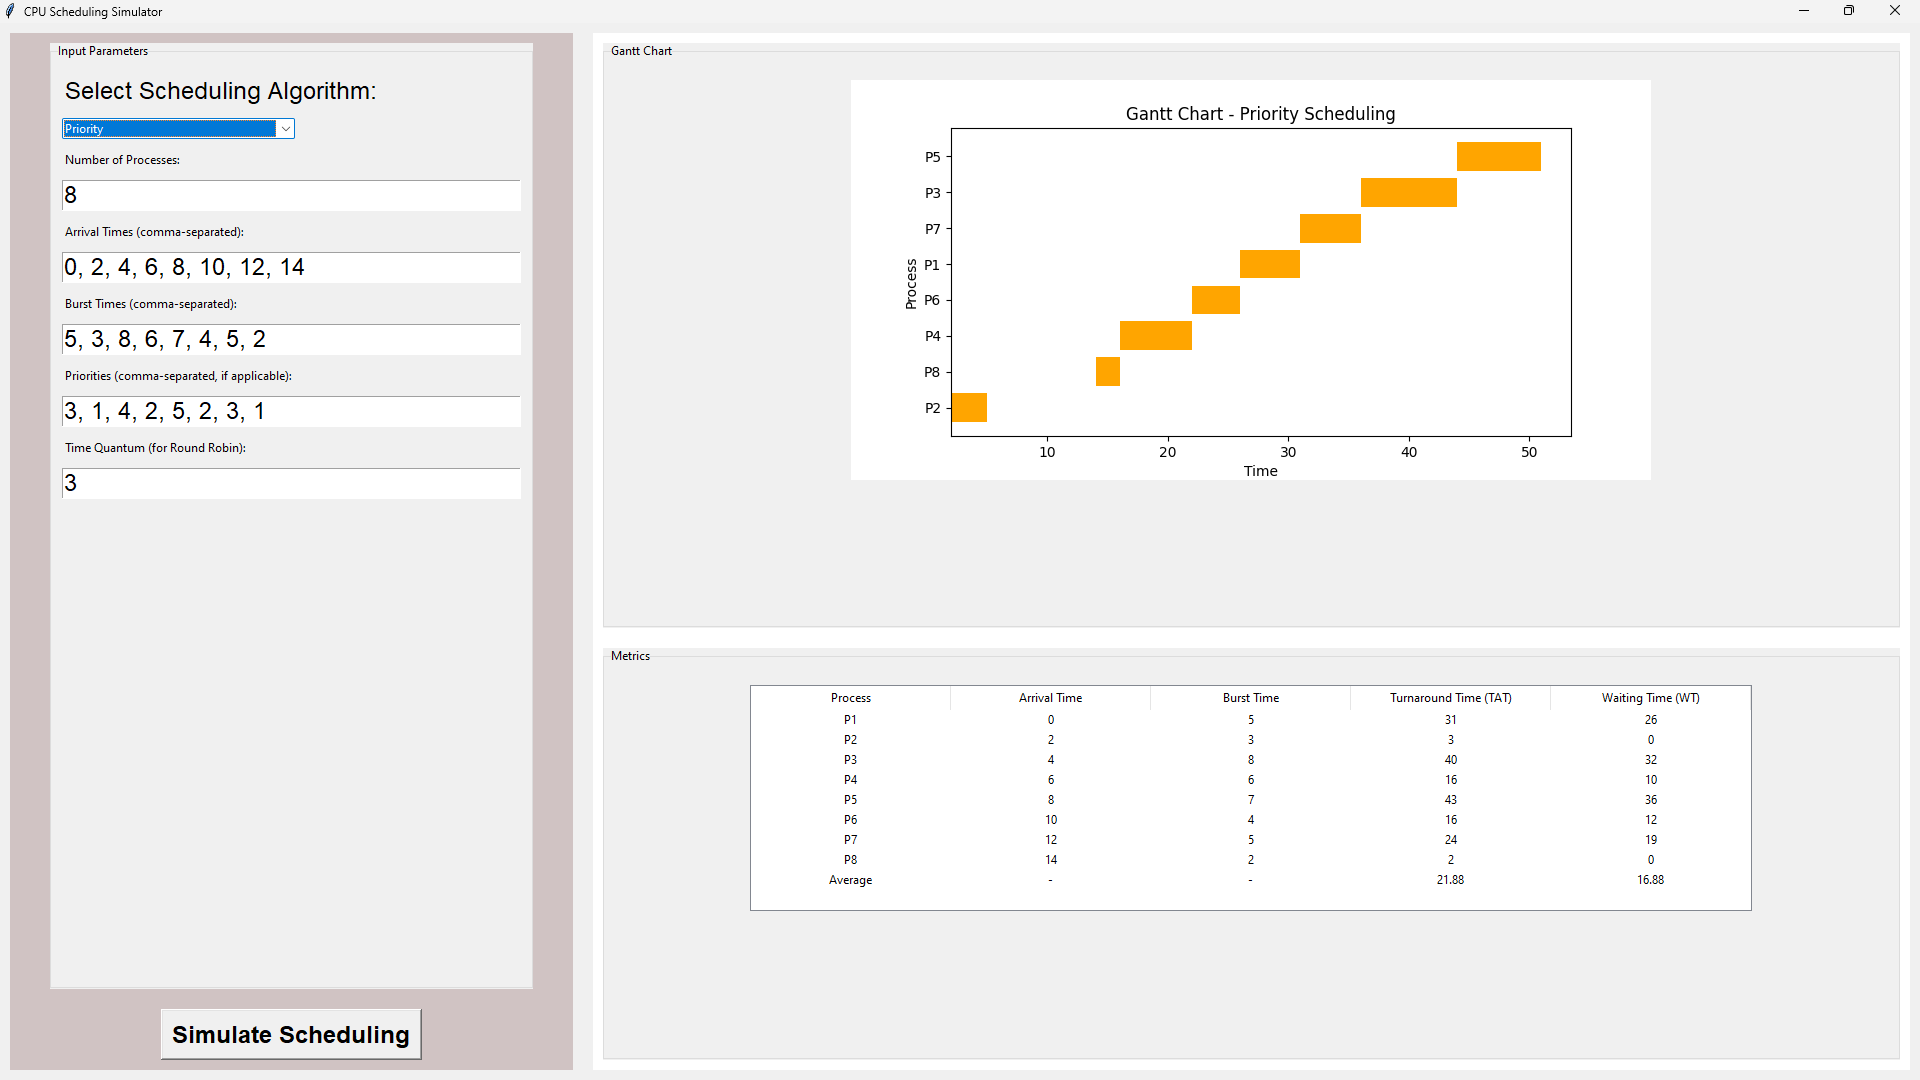 CPU Scheduling Simulator
Input Parameters
Select Scheduling Algorithm:
Priority
Number of Processes:
8
Arrival Times (comma-separated):
0, 2, 4, 6, 8, 10, 12, 14
Burst Times (comma-separated):
5, 3, 8, 6, 7, 4, 5, 2
Priorities (comma-separated, if applicable):
3, 1, 4, 2, 5, 2, 3, 1
Time Quantum (for Round Robin):
3
Simulate Scheduling
Gantt Chart
Gantt Chart - Priority Scheduling
Process
P5
P3
P7
P1
P6
P4
P8
P2
10 20 30 40 50
Time
Metrics
Process Arrival Time Burst Time Turnaround Time (TAT) Waiting Time (WT)
P1 0 5 31 26
P2 2 3 3 0
P3 4 8 40 32
P4 6 6 16 10
P5 8 7 43 36
P6 10 4 16 12
P7 12 5 24 19
P8 14 2 2 0
Average - - 21.88 16.88